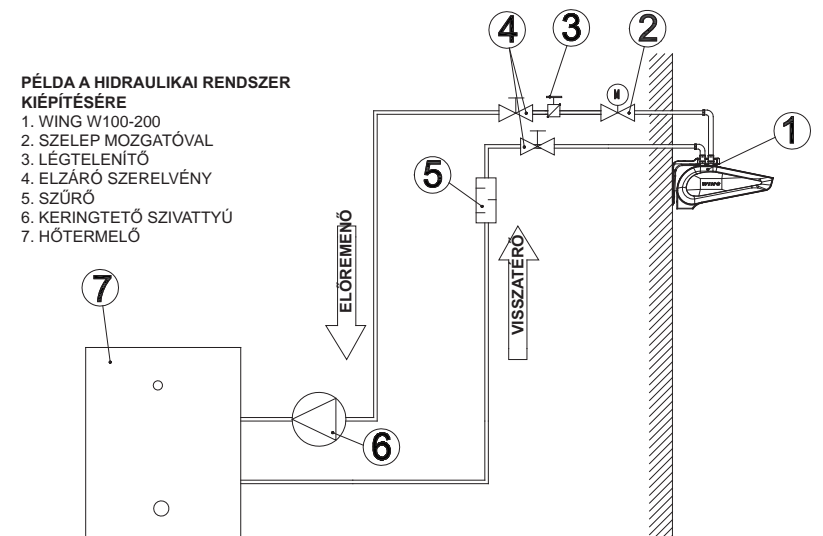 4
3
2
PÉLDA A HIDRAULIKAI RENDSZER
KIÉPÍTÉSÉRE
1. WING W100-200
2. SZELEP MOZGATÓVAL
3. LÉGTELENÍTŐ
4. ELZÁRÓ SZERELVÉNY
5. SZŰRŐ
6. KERINGTETŐ SZIVATTYÚ
7. HŐTERMELŐ
M
1
WING
5
ELŐREMENŐ
VISSZATÉRŐ
7
6